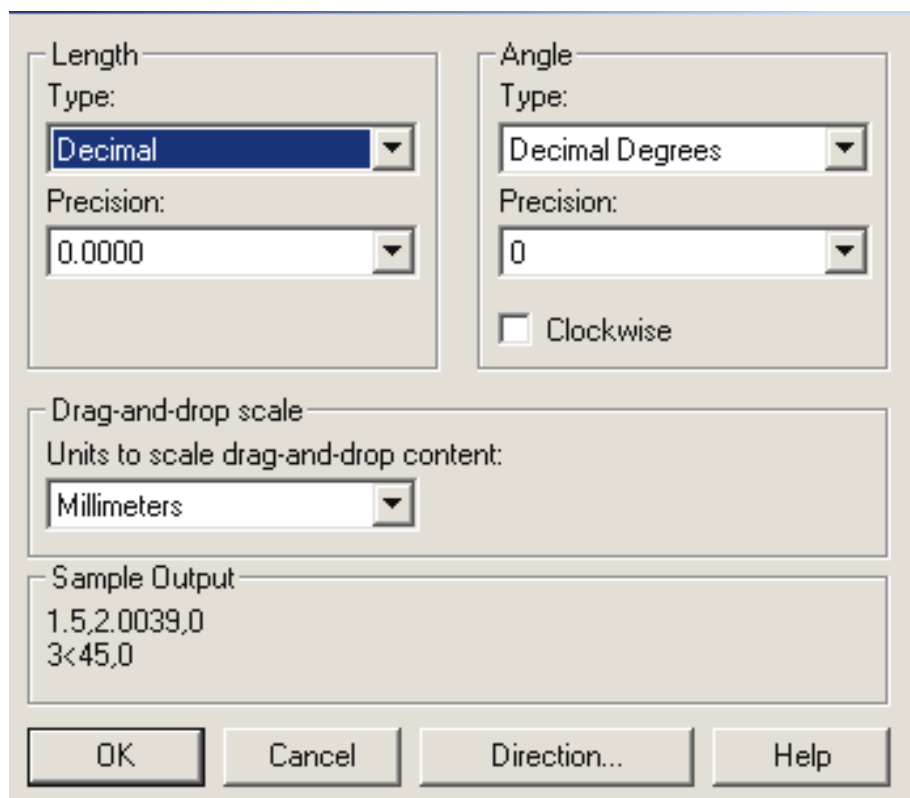 Length
Type:
Decimal
Precision:
0.0000
Angle
Type:
Decimal Degrees
Precision:
0
Clockwise
Drag-and-drop scale
Units to scale drag-and-drop content:
Millimeters
Sample Output
1.5,2.0039,0
3<45,0
OK Cancel Direction... Help